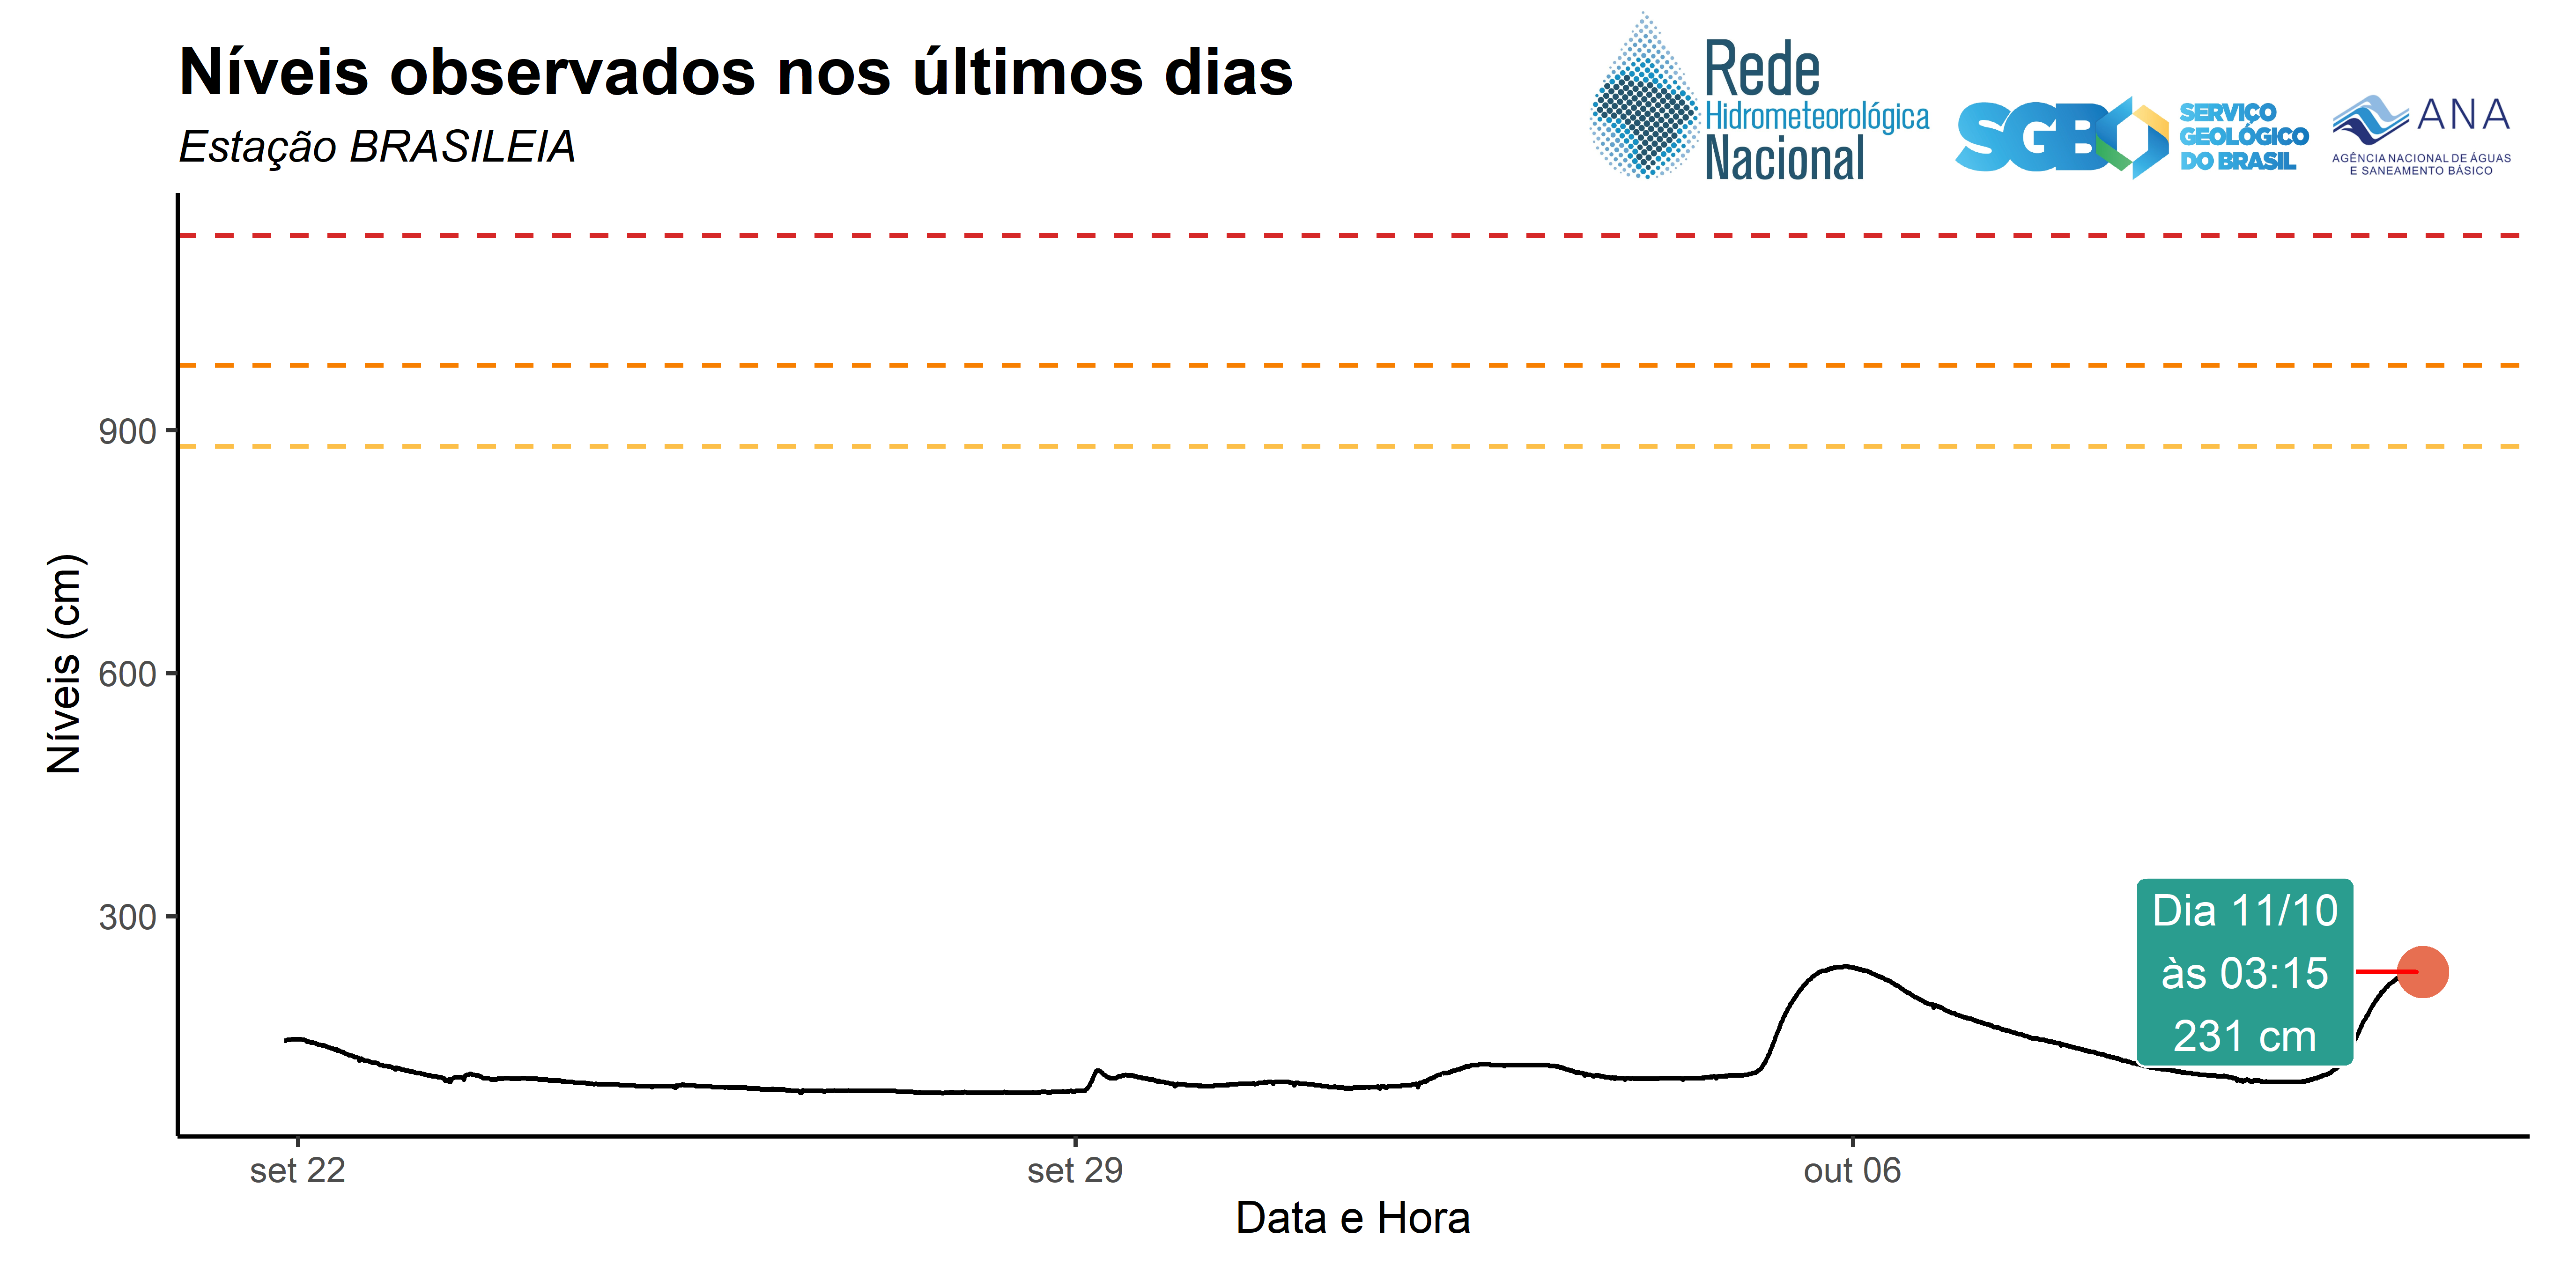 Níveis observados nos últimos dias
Estação BRASILEIA
Rede
Hidrometeorológica
Nacional
SGB
SERVIÇO
GEOLÓGICO
DO BRASIL
ANA
AGÊNCIA NACIONAL DE ÁGUAS
E SANEAMENTO BÁSICO
Níveis (cm)
900
600
300
Dia 11/10
às 03:15
231 cm
set 22
set 29
out 06
Data e Hora